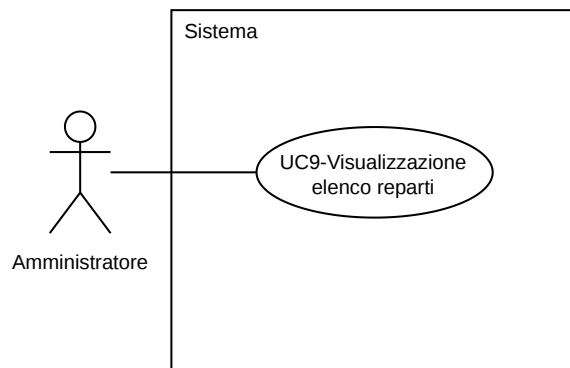 Sistema
UC9-Visualizzazione
elenco reparti
Amministratore